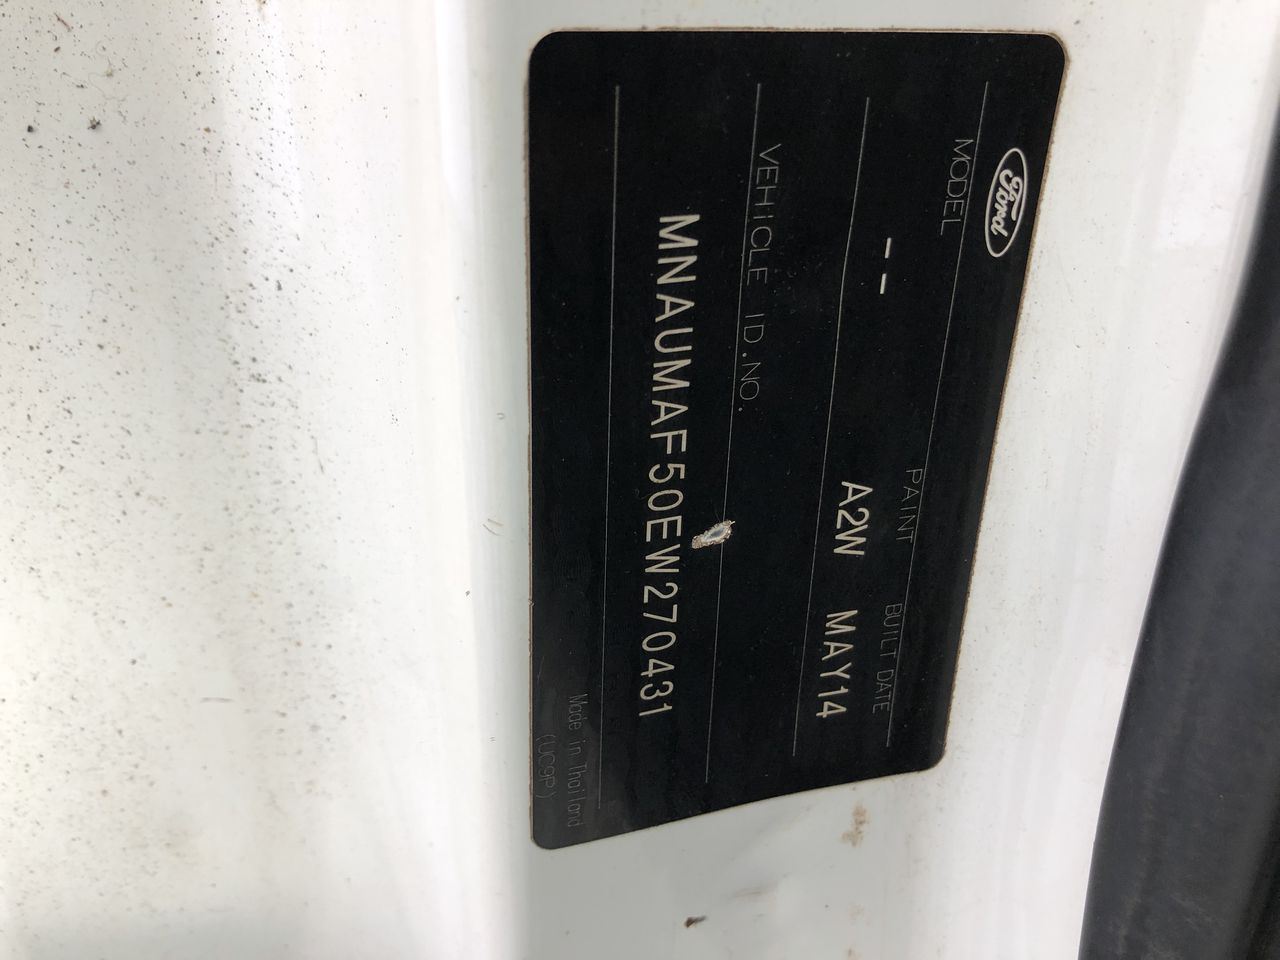 Ford
MODEL PAINT BUILT DATE
-- A2W MAY14
VEHICLE ID.NO.
MNAUMAF50EW270431
Made in Thailand
(UC9P)